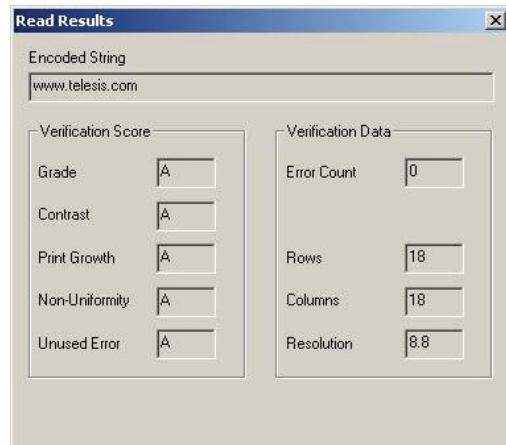 Read Results
Encoded String
www.telesis.com
Verification Score
Grade A
Contrast A
Print Growth A
Non-Uniformity A
Unused Error A
Verification Data
Error Count 0
Rows 18
Columns 18
Resolution 8.8